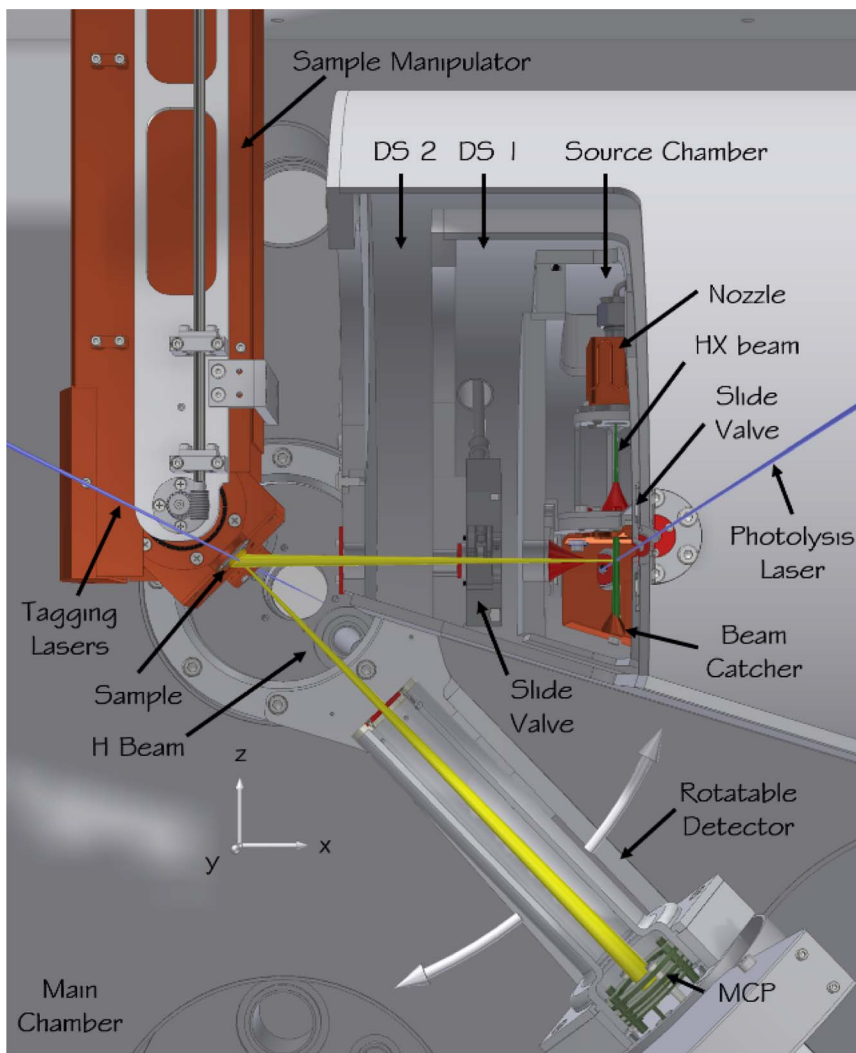 Sample Manipulator
DS 2 DS 1 Source Chamber
Nozzle
HX beam
Slide
Valve
Photolysis
Laser
Tagging
Lasers
Beam
Catcher
Sample
Slide
Valve
H Beam
z
x
y
Rotatable
Detector
MCP
Main
Chamber